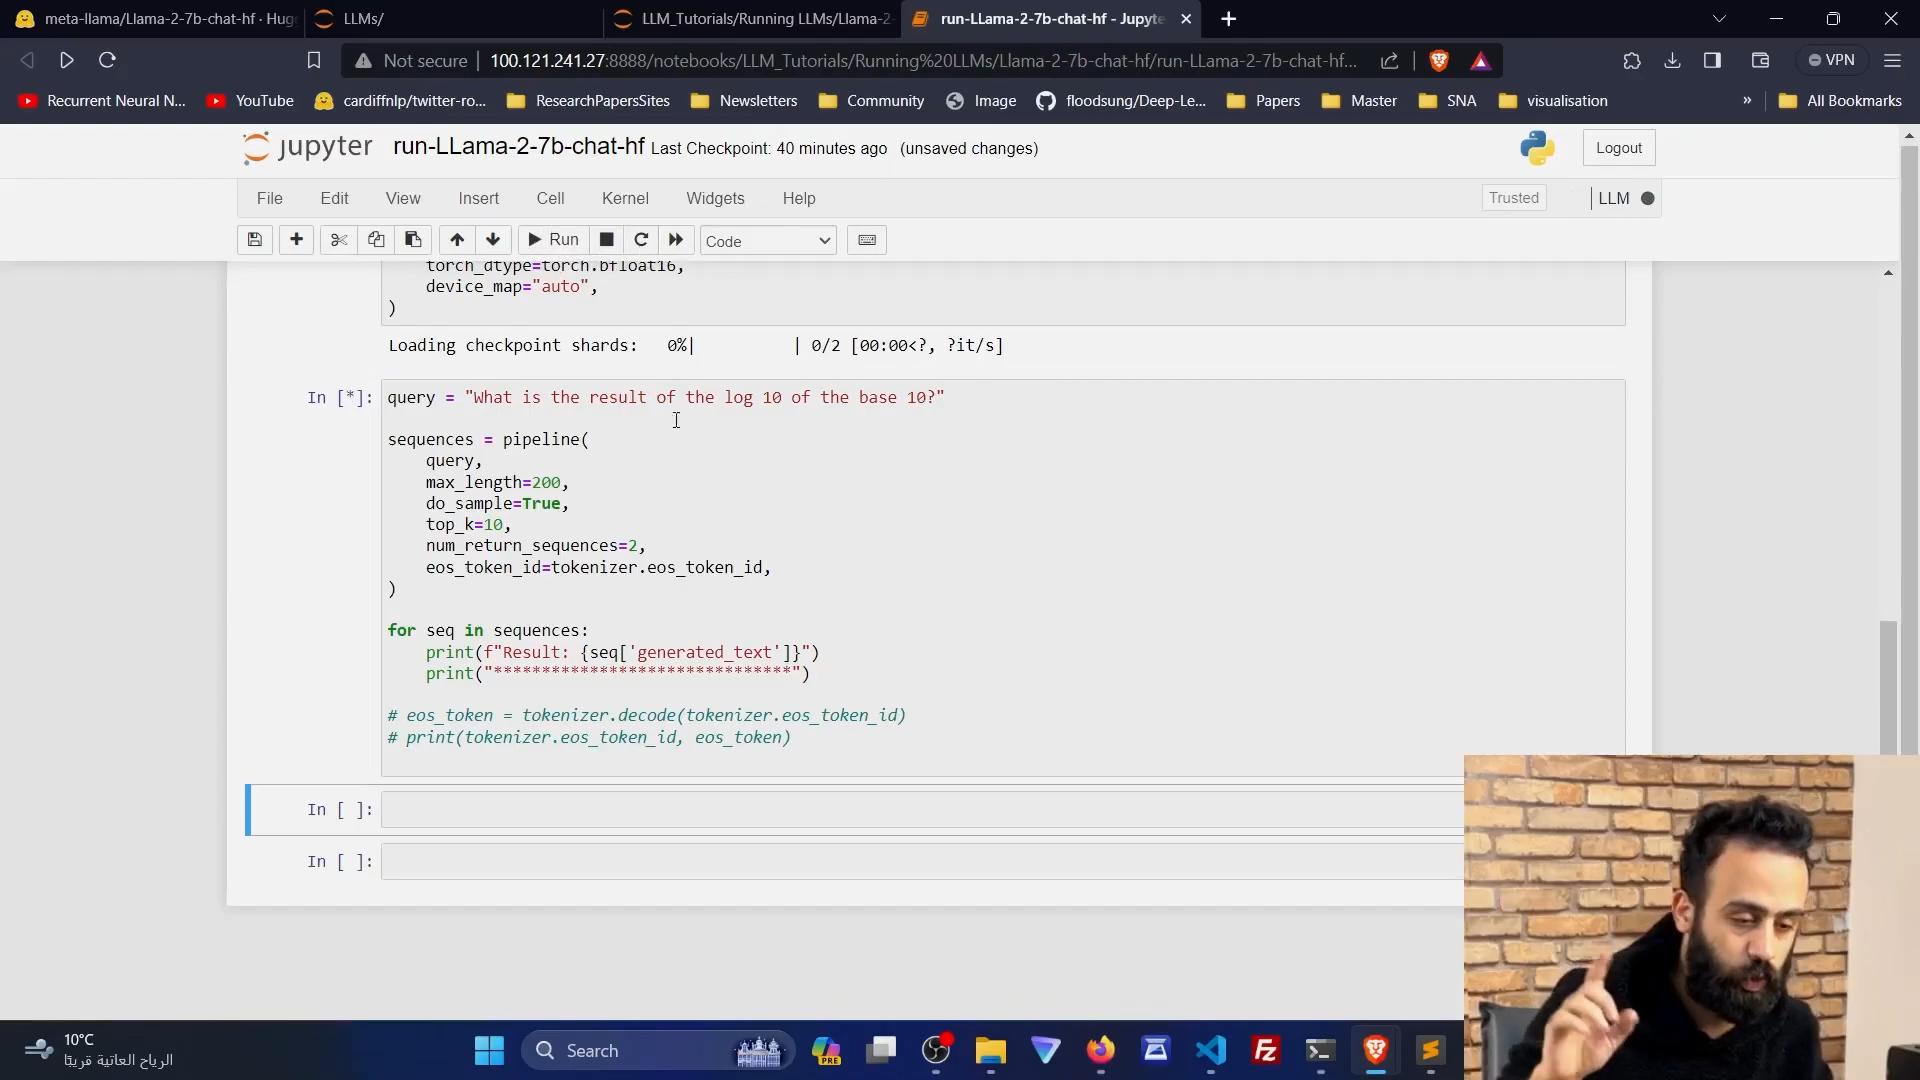 meta-llama/Llama-2-7b-chat-hf · Hug
LLMs/
LLM_Tutorials/Running LLMs/Llama-2-
run-LLama-2-7b-chat-hf - Jupyte
Not secure
100.121.241.27:8888/notebooks/LLM_Tutorials/Running%20LLMs/Llama-2-7b-chat-hf/run-LLama-2-7b-chat-hf...
VPN
Recurrent Neural N...
YouTube
cardiffnlp/twitter-ro...
ResearchPapersSites
Newsletters
Community
Image
floodsung/Deep-Le...
Papers
Master
SNA
visualisation
»
All Bookmarks
jupyter
run-LLama-2-7b-chat-hf Last Checkpoint: 40 minutes ago (unsaved changes)
Logout
File
Edit
View
Insert
Cell
Kernel
Widgets
Help
Trusted
LLM
Run
Code
torch_dtype=torch.bfloat16,
device_map="auto",
)
Loading checkpoint shards:   0%|          | 0/2 [00:00<?, ?it/s]
In [*]:
query = "What is the result of the log 10 of the base 10?"
sequences = pipeline(
query,
max_length=200,
do_sample=True,
top_k=10,
num_return_sequences=2,
eos_token_id=tokenizer.eos_token_id,
)
for seq in sequences:
print(f"Result: {seq['generated_text']}")
print("*******************************")
# eos_token = tokenizer.decode(tokenizer.eos_token_id)
# print(tokenizer.eos_token_id, eos_token)
In [ ]:
In [ ]:
10°C
الرياح العاتية قريبًا
Search
PRE
Fz